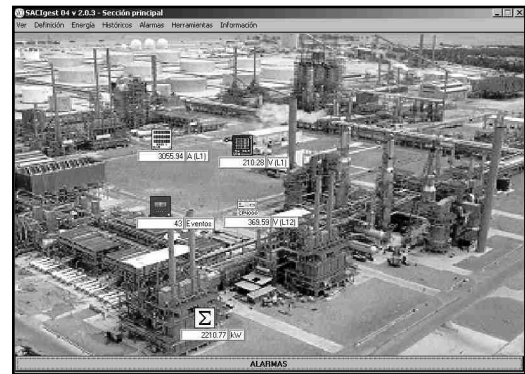 SACIgest 04 v 2.0.3 - Sección principal
Ver Definición Energía Históricos Alarmas Herramientas Información
3055.94 A (L1)
210.28 V (L1)
43 Eventos
369.59 V (L12)
Σ
2210.77 kW
ALARMAS